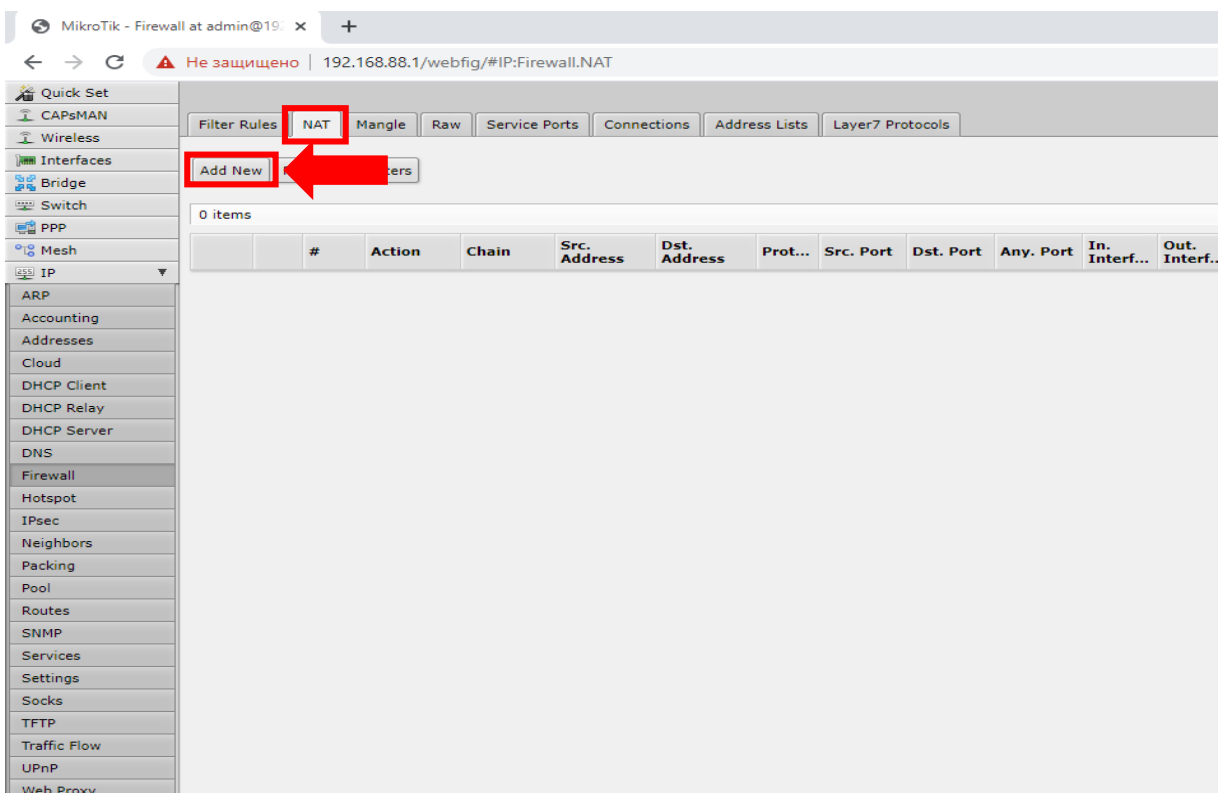 MikroTik - Firewall at admin@19
Не защищено | 192.168.88.1/webfig/#IP:Firewall.NAT
Quick Set
CAPsMAN
Wireless
Interfaces
Bridge
Switch
PPP
Mesh
IP
ARP
Accounting
Addresses
Cloud
DHCP Client
DHCP Relay
DHCP Server
DNS
Firewall
Hotspot
IPsec
Neighbors
Packing
Pool
Routes
SNMP
Services
Settings
Socks
TFTP
Traffic Flow
UPnP
Web Proxy
Filter Rules NAT Mangle Raw Service Ports Connections Address Lists Layer7 Protocols
Add New
0 items
# Action Chain Src. Address Dst. Address Prot... Src. Port Dst. Port Any. Port In. Interf... Out. Interf..